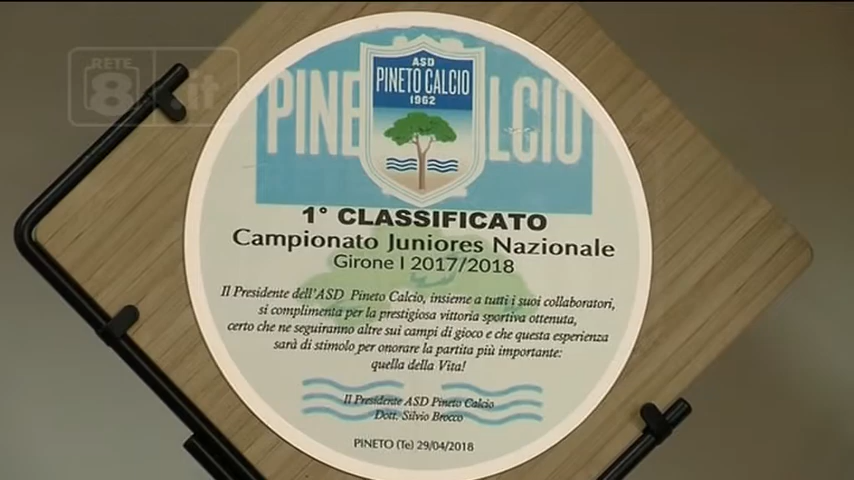 RETE
8 .it
ASD
PINETO CALCIO
1962
PINE LCIO
1° CLASSIFICATO
Campionato Juniores Nazionale
Girone I 2017/2018
Il Presidente dell'ASD Pineto Calcio, insieme a tutti i suoi collaboratori,
si complimenta per la prestigiosa vittoria sportiva ottenuta,
certo che ne seguiranno altre sui campi di gioco e che questa esperienza
sarà di stimolo per onorare la partita più importante:
quella della Vita!
Il Presidente ASD Pineto Calcio
Dott. Silvio Brocco
PINETO (Te) 29/04/2018